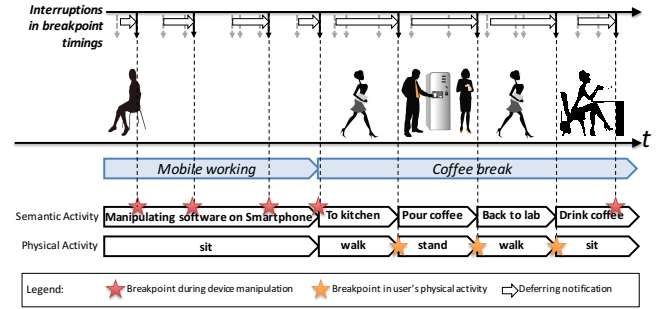 Interruptions
in breakpoint
timings
t
Mobile working
Coffee break
Semantic Activity
Manipulating software on Smartphone
To kitchen
Pour coffee
Back to lab
Drink coffee
Physical Activity
sit
walk
stand
walk
sit
Legend:
Breakpoint during device manipulation
Breakpoint in user's physical activity
Deferring notification